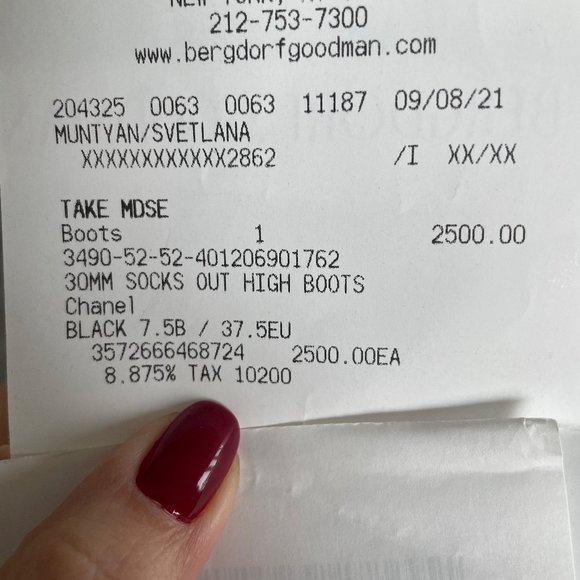 212-753-7300
www.bergdorfgoodman.com
204325 0063 0063 11187 09/08/21
MUNTYAN/SVETLANA
XXXXXXXXXXXX2862 /I XX/XX
TAKE MDSE
Boots 1 2500.00
3490-52-52-401206901762
30MM SOCKS OUT HIGH BOOTS
Chanel
BLACK 7.5B / 37.5EU
3572666468724 2500.00EA
8.875% TAX 10200